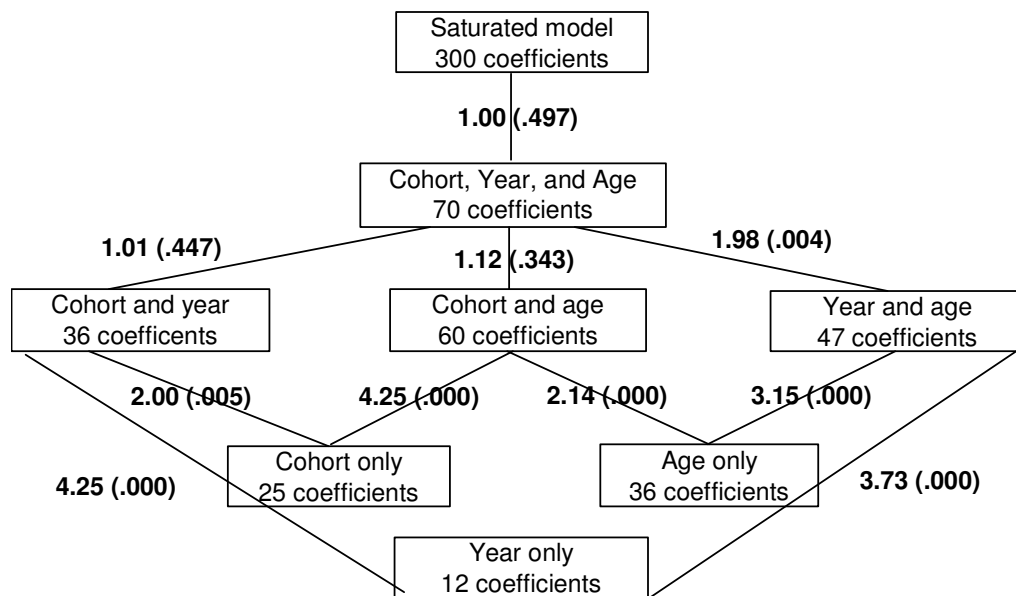 Saturated model
300 coefficients
1.00 (.497)
Cohort, Year, and Age
70 coefficients
1.01 (.447)
1.12 (.343)
1.98 (.004)
Cohort and year
36 coefficents
Cohort and age
60 coefficients
Year and age
47 coefficients
2.00 (.005)
4.25 (.000)
2.14 (.000)
3.15 (.000)
Cohort only
25 coefficients
Age only
36 coefficients
4.25 (.000)
3.73 (.000)
Year only
12 coefficients